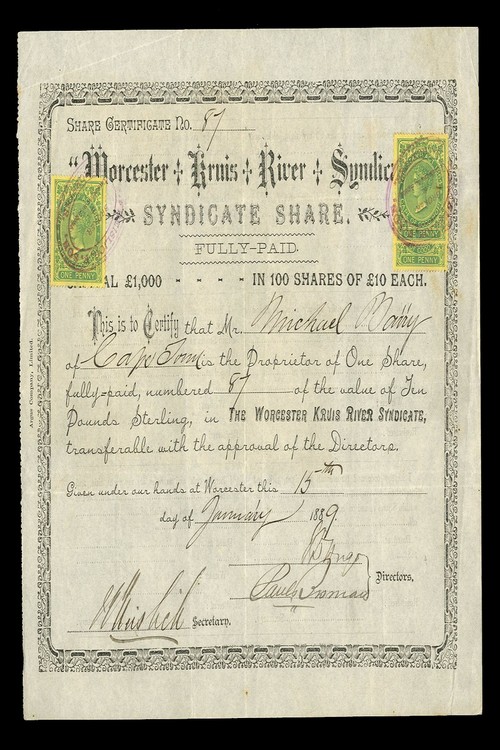 SHARE CERTIFICATE No. 87
"Worcester Kruis River Syndic
SYNDICATE SHARE.
FULLY-PAID.
AL £1,000 - - - - IN 100 SHARES OF £10 EACH.
ONE PENNY
ONE PENNY
This is to Certify that Mr. Michael Barry
of Cape Town is the Proprietor of One Share,
fully-paid, numbered 87 of the value of Ten
Pounds Sterling, in THE WORCESTER KRUIS RIVER SYNDICATE,
transferable with the approval of the Directors.
Given under our hands at Worcester this 15th
day of January 1889
Directors,
Secretary.
Argus Company, Limited.